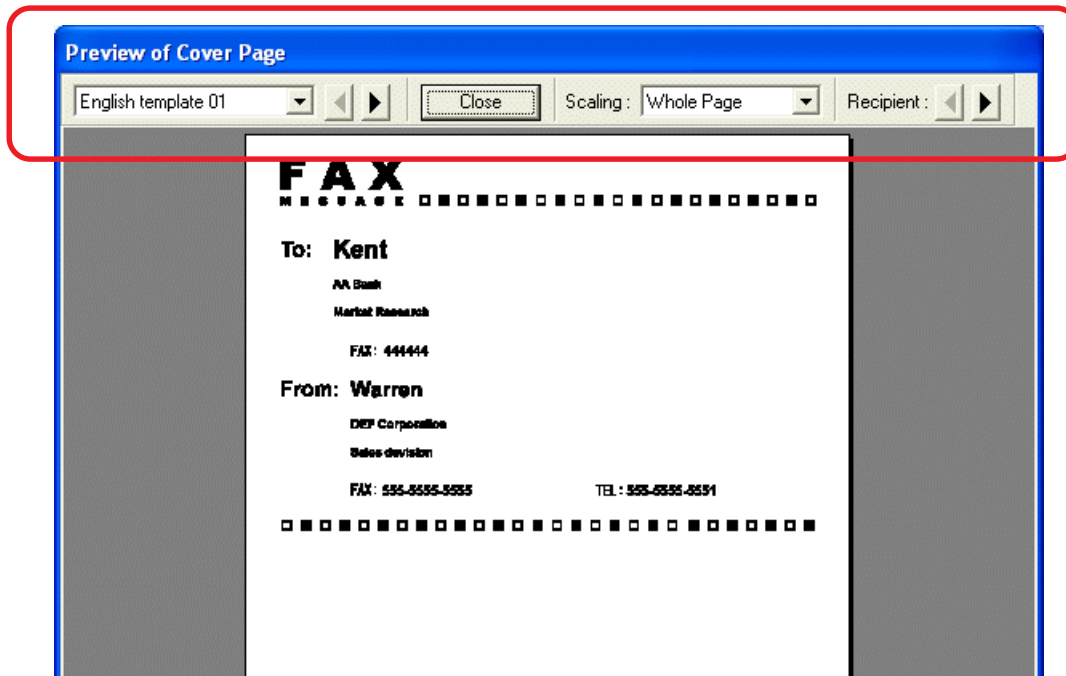 Preview of Cover Page
English template 01 Close Scaling : Whole Page Recipient :
FAX
MESSAGE
To: Kent
AA Bank
Market Research
FAX: 444444
From: Warren
DEF Corporation
Sales devision
FAX: 555-5555-5555 TEL: 555-5555-5551